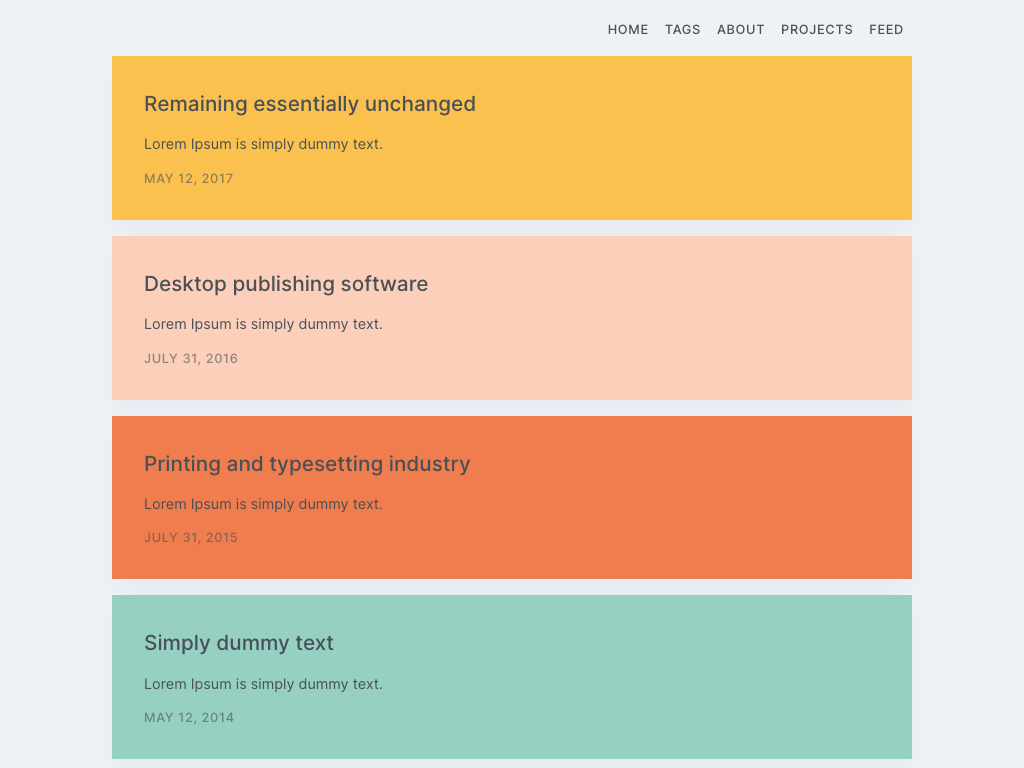 HOME TAGS ABOUT PROJECTS FEED
Remaining essentially unchanged
Lorem Ipsum is simply dummy text.
MAY 12, 2017
Desktop publishing software
Lorem Ipsum is simply dummy text.
JULY 31, 2016
Printing and typesetting industry
Lorem Ipsum is simply dummy text.
JULY 31, 2015
Simply dummy text
Lorem Ipsum is simply dummy text.
MAY 12, 2014